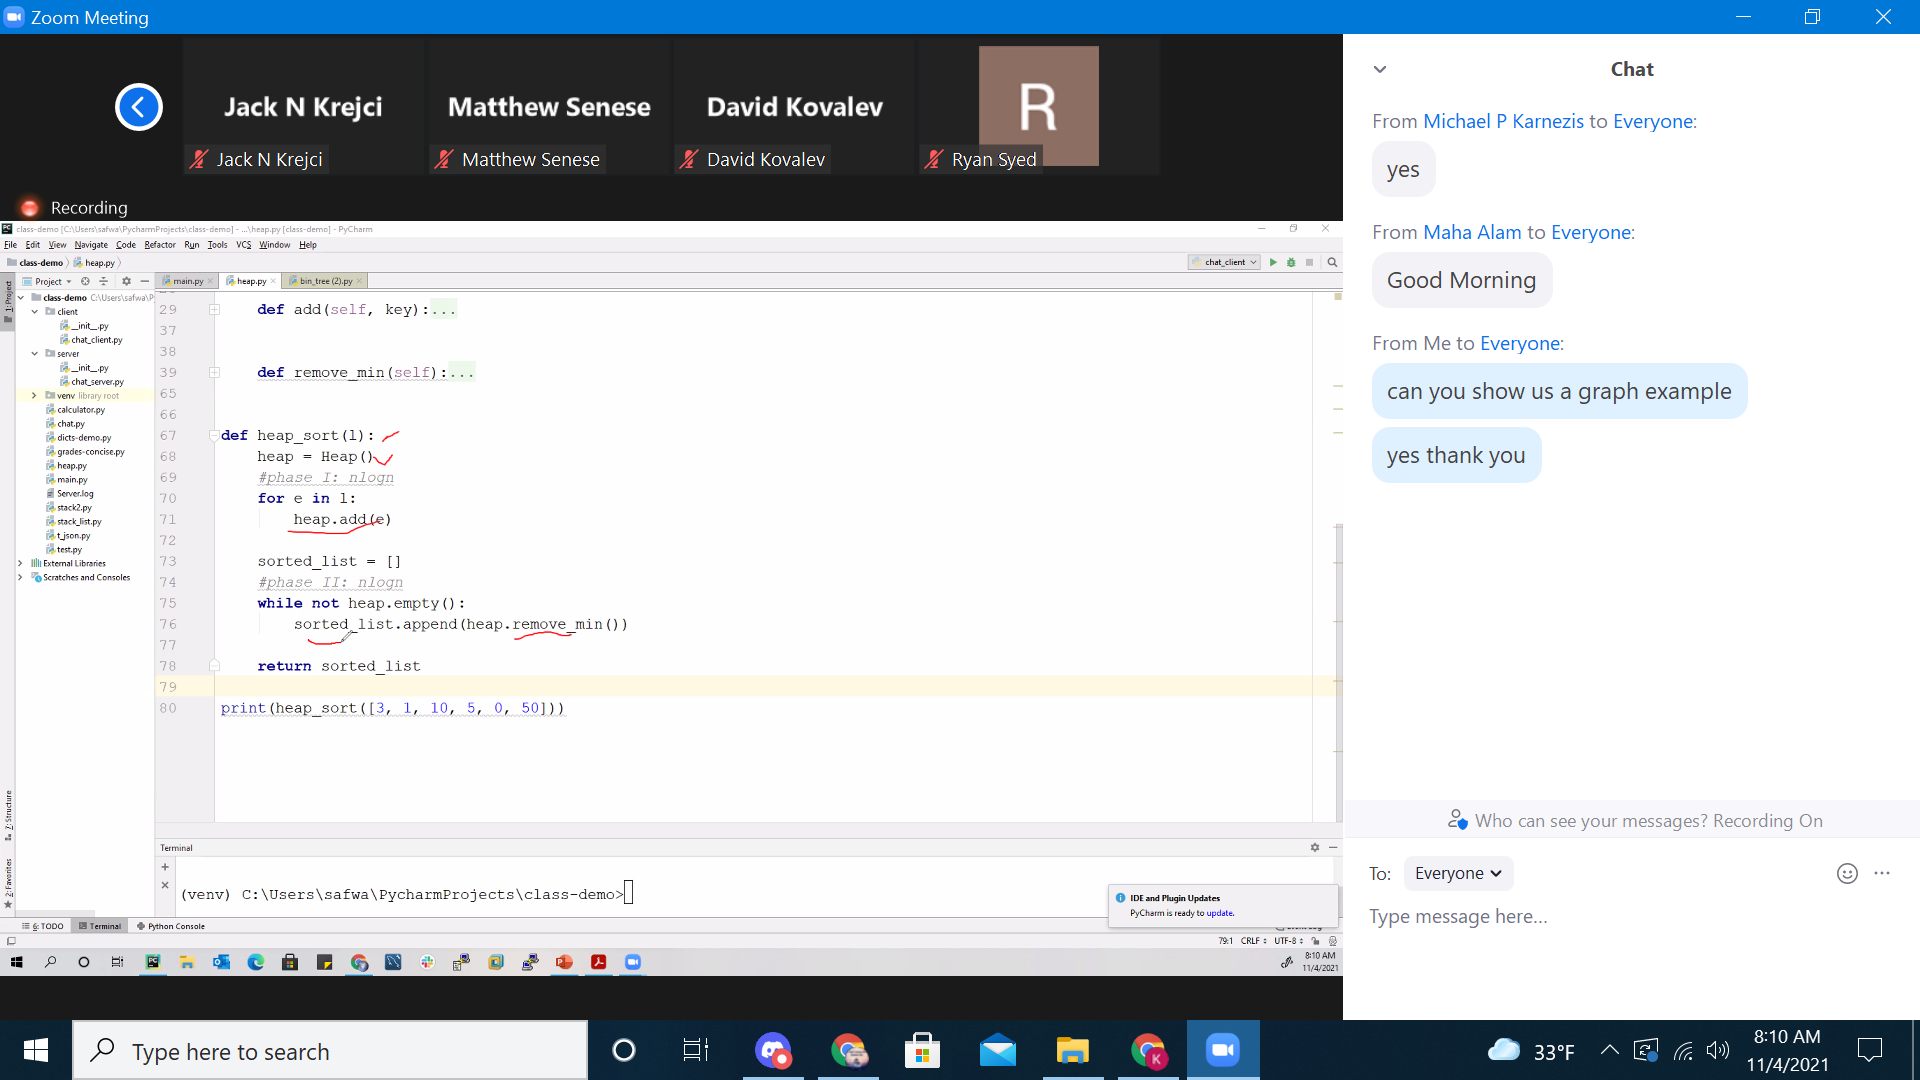 Zoom Meeting
Jack N Krejci
Matthew Senese
David Kovalev
R
Jack N Krejci
Matthew Senese
David Kovalev
Ryan Syed
Recording
class-demo [C:\Users\safwa\PycharmProjects\class-demo] - ...\heap.py [class-demo] - PyCharm
File Edit View Navigate Code Refactor Run Tools VCS Window Help
class-demo heap.py
chat_client
Project
main.py heap.py bin_tree (2).py
1: Project
class-demo C:\Users\safwa\P
client
__init__.py
chat_client.py
server
__init__.py
chat_server.py
venv library root
calculator.py
chat.py
dicts-demo.py
grades-concise.py
heap.py
main.py
Server.log
stack2.py
stack_list.py
t_json.py
test.py
External Libraries
Scratches and Consoles
7: Structure
2: Favorites
29 def add(self, key):...
37
38
39 def remove_min(self):...
65
66
67 def heap_sort(l):
68 heap = Heap()
69 #phase I: nlogn
70 for e in l:
71 heap.add(e)
72
73 sorted_list = []
74 #phase II: nlogn
75 while not heap.empty():
76 sorted_list.append(heap.remove_min())
77
78 return sorted_list
79
80 print(heap_sort([3, 1, 10, 5, 0, 50]))
Terminal
(venv) C:\Users\safwa\PycharmProjects\class-demo>
IDE and Plugin Updates
PyCharm is ready to update.
6: TODO Terminal Python Console
79:1 CRLF UTF-8
8:10 AM
11/4/2021
Chat
From Michael P Karnezis to Everyone:
yes
From Maha Alam to Everyone:
Good Morning
From Me to Everyone:
can you show us a graph example
yes thank you
Who can see your messages? Recording On
To: Everyone
Type message here...
Type here to search
K
33°F
8:10 AM
11/4/2021